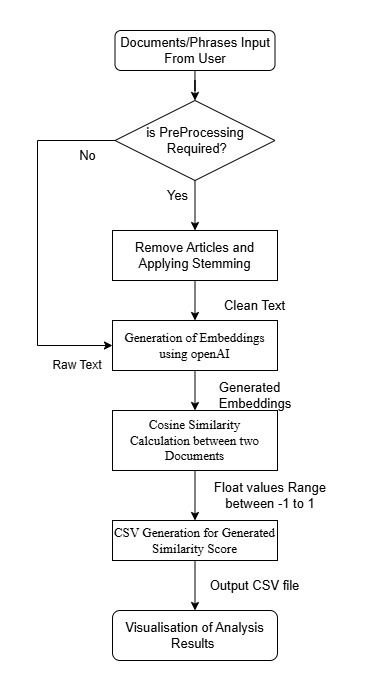 Documents/Phrases Input
From User
is PreProcessing
Required?
No
Yes
Remove Articles and
Applying Stemming
Clean Text
Generation of Embeddings
using openAI
Raw Text
Generated
Embeddings
Cosine Similarity
Calculation between two
Documents
Float values Range
between -1 to 1
CSV Generation for Generated
Similarity Score
Output CSV file
Visualisation of Analysis
Results